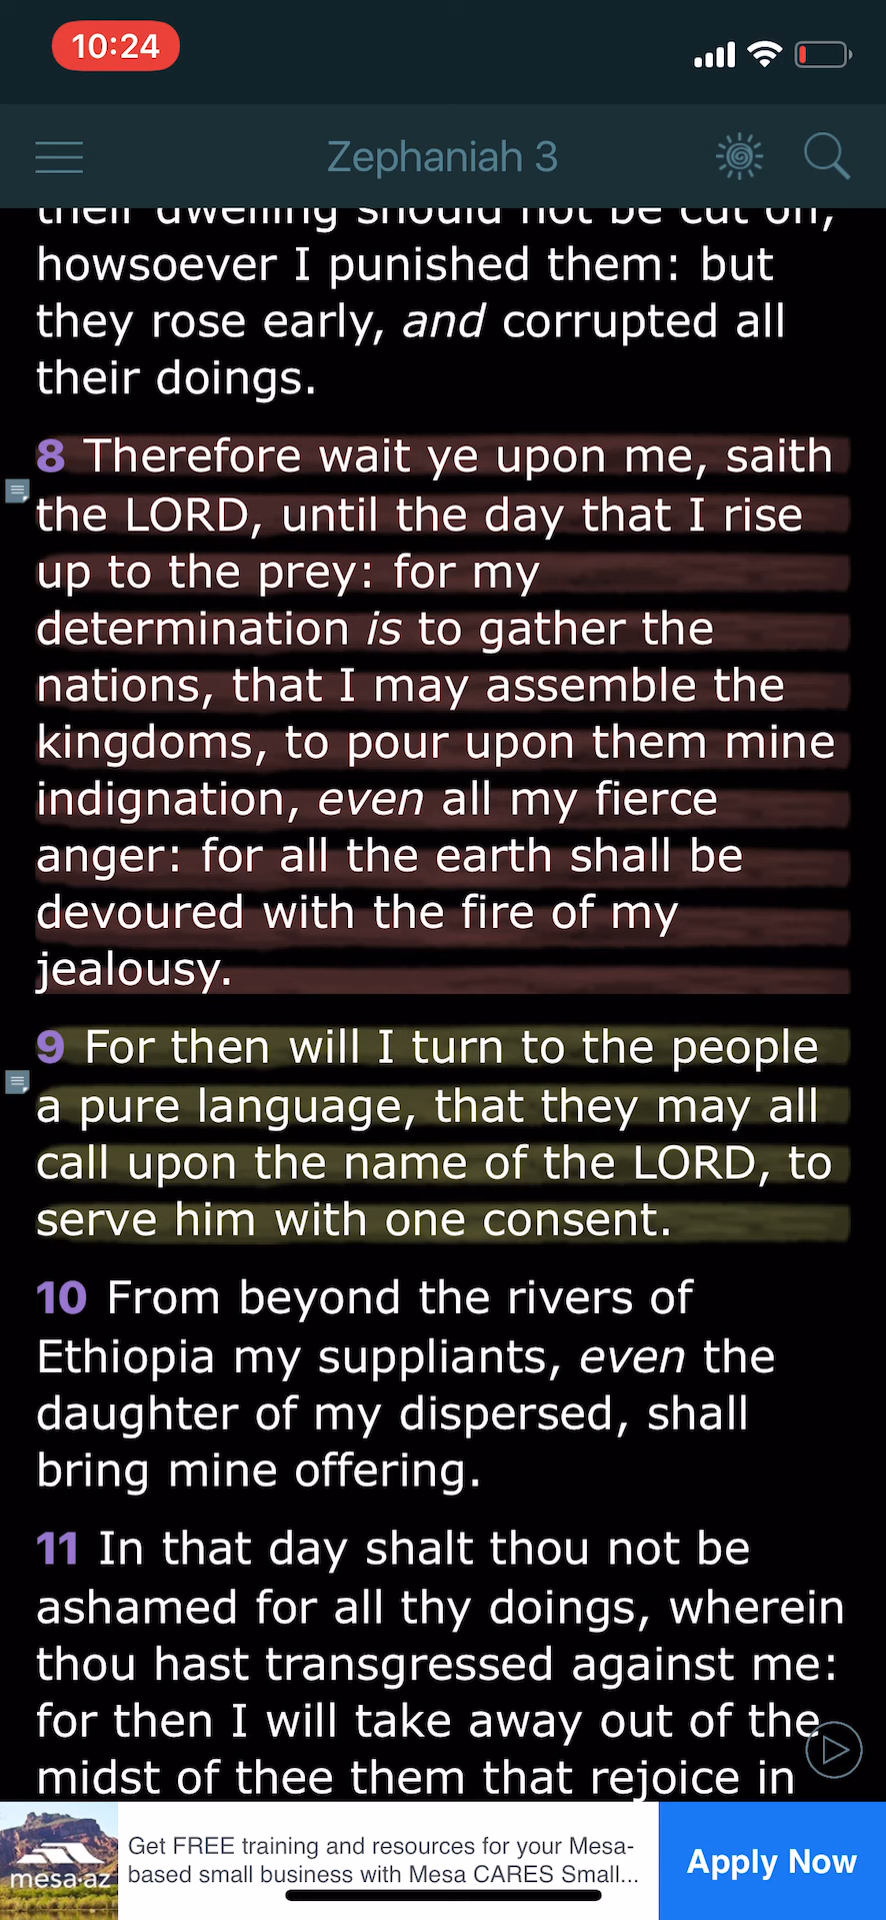 10:24
Zephaniah 3
their dwelling should not be cut off,
howsoever I punished them: but
they rose early, and corrupted all
their doings.
8 Therefore wait ye upon me, saith
the LORD, until the day that I rise
up to the prey: for my
determination is to gather the
nations, that I may assemble the
kingdoms, to pour upon them mine
indignation, even all my fierce
anger: for all the earth shall be
devoured with the fire of my
jealousy.
9 For then will I turn to the people
a pure language, that they may all
call upon the name of the LORD, to
serve him with one consent.
10 From beyond the rivers of
Ethiopia my suppliants, even the
daughter of my dispersed, shall
bring mine offering.
11 In that day shalt thou not be
ashamed for all thy doings, wherein
thou hast transgressed against me:
for then I will take away out of the
midst of thee them that rejoice in
mesa·az
Get FREE training and resources for your Mesa-
based small business with Mesa CARES Small...
Apply Now